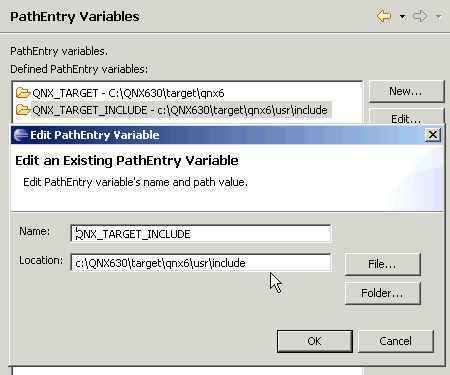 PathEntry Variables
PathEntry variables.
Defined PathEntry variables:
QNX_TARGET - C:\QNX630\target\qnx6
QNX_TARGET_INCLUDE - c:\QNX630\target\qnx6\usr\include
New...
Edit...
Edit PathEntry Variable
Edit an Existing PathEntry Variable
Edit PathEntry variable's name and path value.
Name:
QNX_TARGET_INCLUDE
Location:
c:\QNX630\target\qnx6\usr\include
File...
Folder...
OK
Cancel